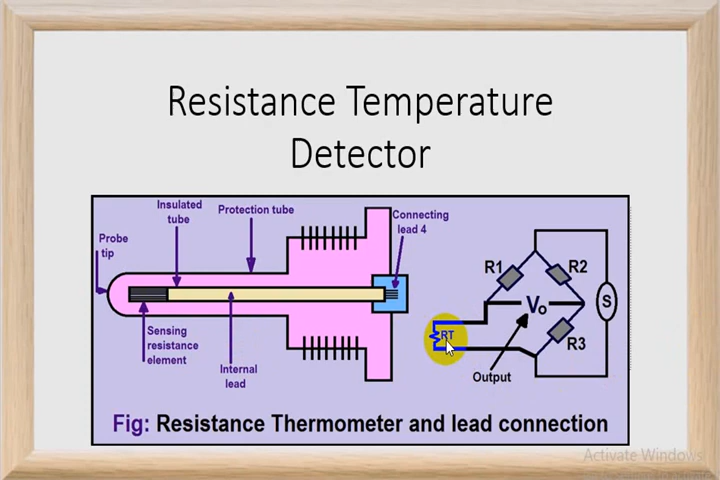 Resistance Temperature
Detector
Insulated
tube
Protection tube
Connecting
lead 4
Probe
tip
Sensing
resistance
element
Internal
lead
R1
R2
S
Vo
RT
R3
Output
Fig: Resistance Thermometer and lead connection
Activate Windows